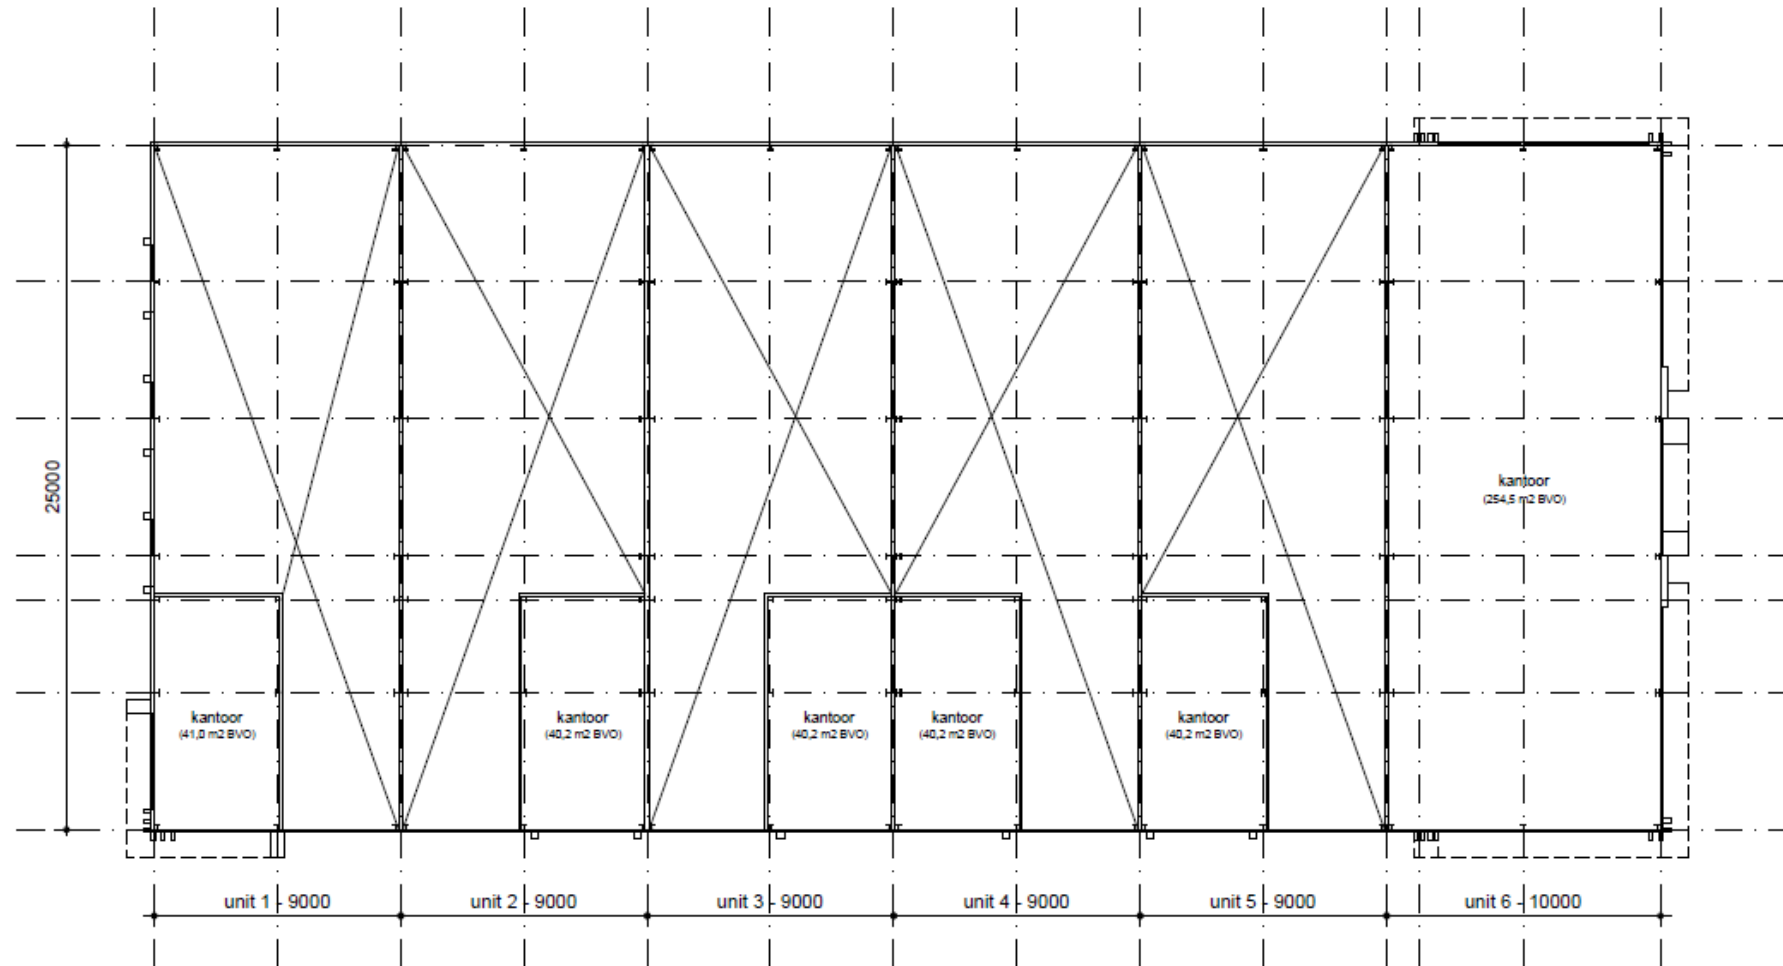 25000
kantoor
(254,5 m2 BVO)
kantoor
(41,0 m2 BVO)
kantoor
(40,2 m2 BVO)
kantoor
(40,2 m2 BVO)
kantoor
(40,2 m2 BVO)
kantoor
(40,2 m2 BVO)
unit 1 - 9000
unit 2 - 9000
unit 3 - 9000
unit 4 - 9000
unit 5 - 9000
unit 6 - 10000